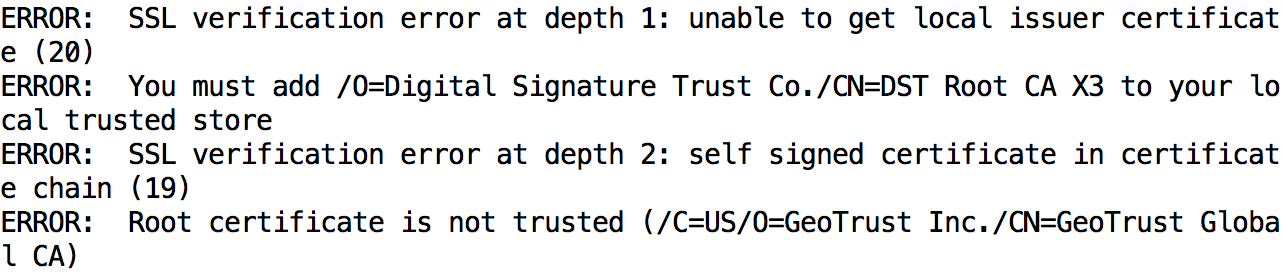 ERROR:  SSL verification error at depth 1: unable to get local issuer certificat
e (20)
ERROR:  You must add /O=Digital Signature Trust Co./CN=DST Root CA X3 to your lo
cal trusted store
ERROR:  SSL verification error at depth 2: self signed certificate in certificat
e chain (19)
ERROR:  Root certificate is not trusted (/C=US/O=GeoTrust Inc./CN=GeoTrust Globa
l CA)